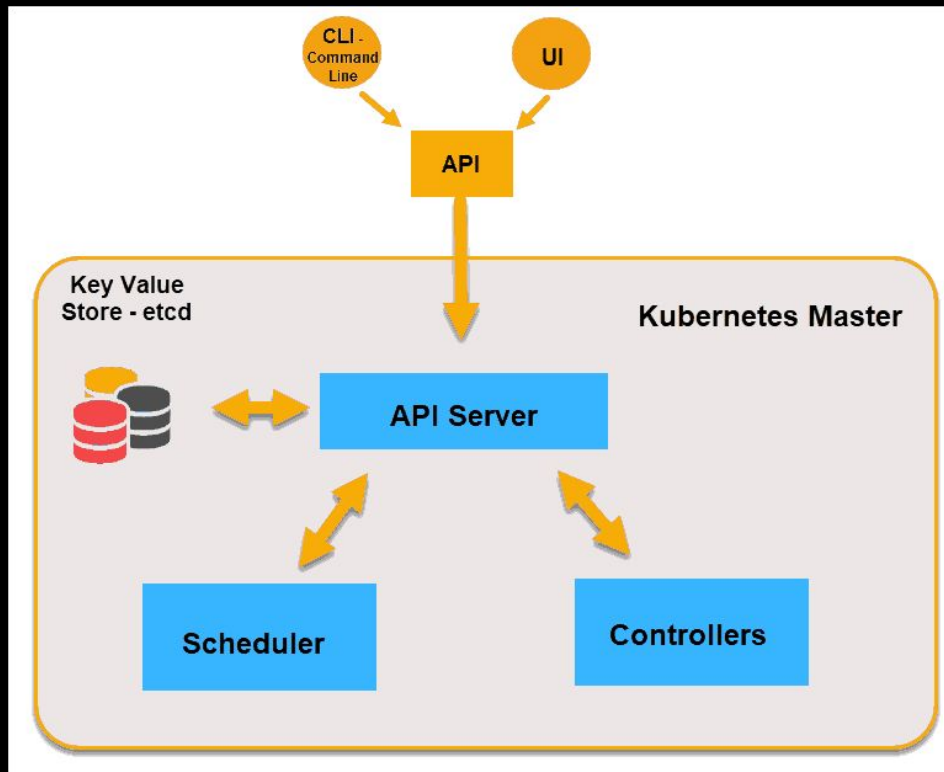 CLI -
Command
Line
UI
API
Key Value
Store - etcd
Kubernetes Master
API Server
Scheduler
Controllers